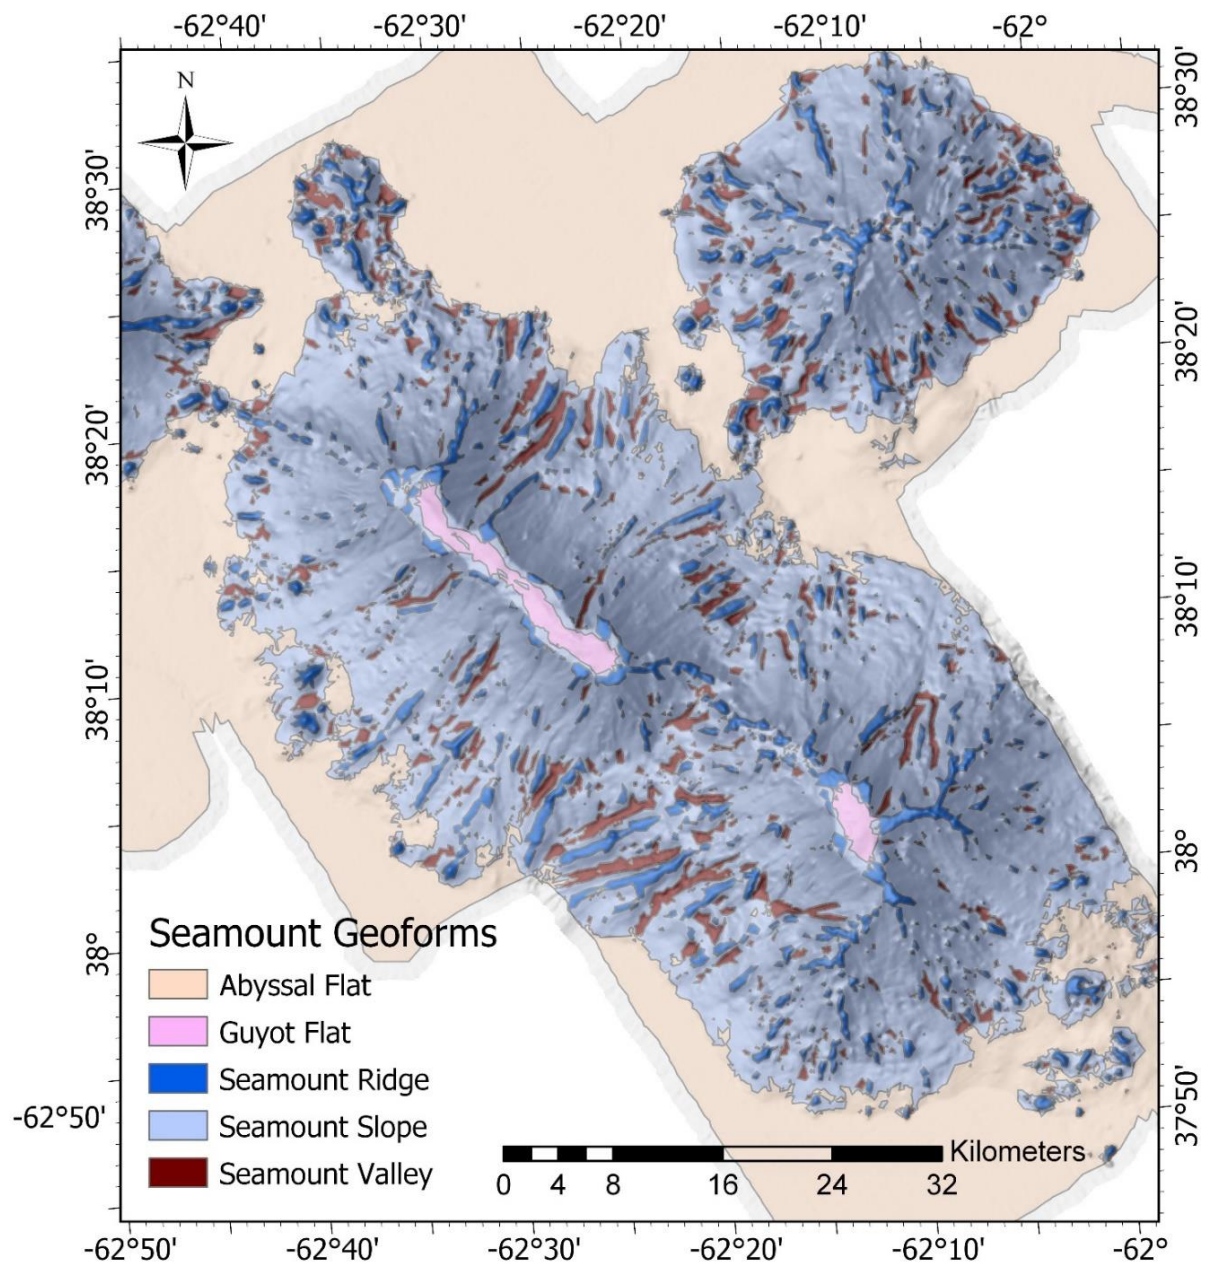 -62°40' -62°30' -62°20' -62°10' -62°
N
38°30'
38°30'
38°20'
38°20'
38°10'
38°10'
38°
38°
37°50'
-62°50'
Seamount Geoforms
Abyssal Flat
Guyot Flat
Seamount Ridge
Seamount Slope
Seamount Valley
Kilometers
0 4 8 16 24 32
-62°50' -62°40' -62°30' -62°20' -62°10' -62°